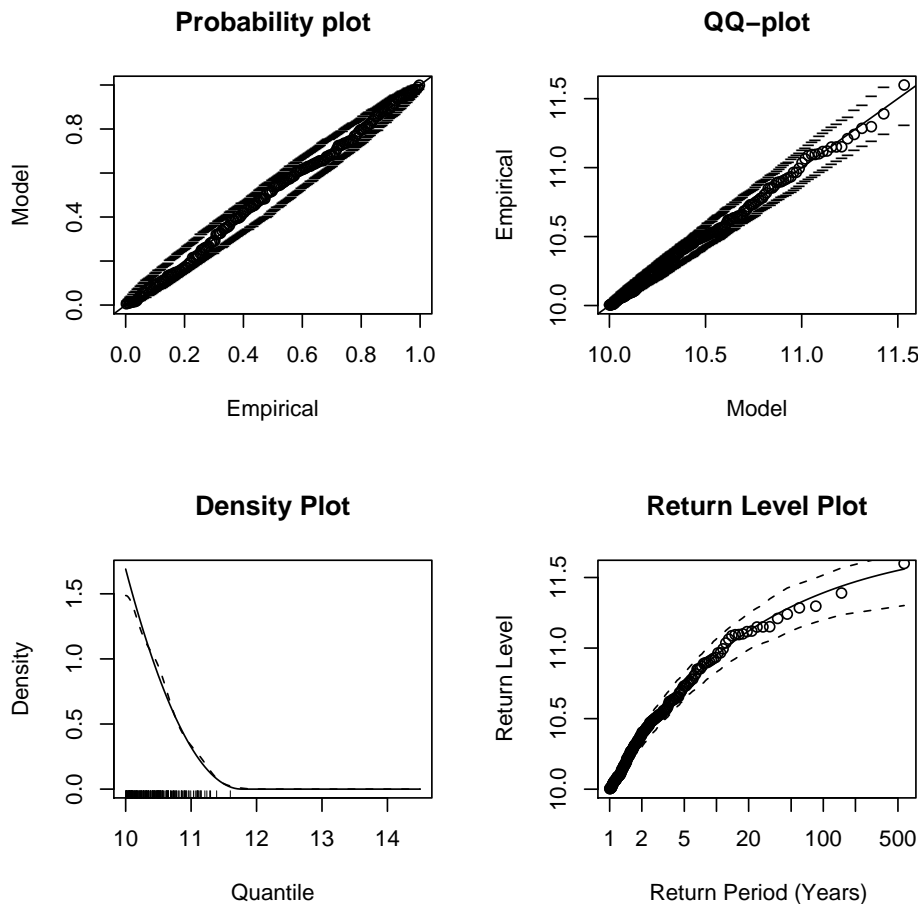 Probability plot
Model
0.0 0.4 0.8
0.0 0.2 0.4 0.6 0.8 1.0
Empirical
QQ−plot
Empirical
10.0 10.5 11.0 11.5
10.0 10.5 11.0 11.5
Model
Density Plot
Density
0.0 0.5 1.0 1.5
10 11 12 13 14
Quantile
Return Level Plot
Return Level
10.0 10.5 11.0 11.5
1 2 5 20 100 500
Return Period (Years)